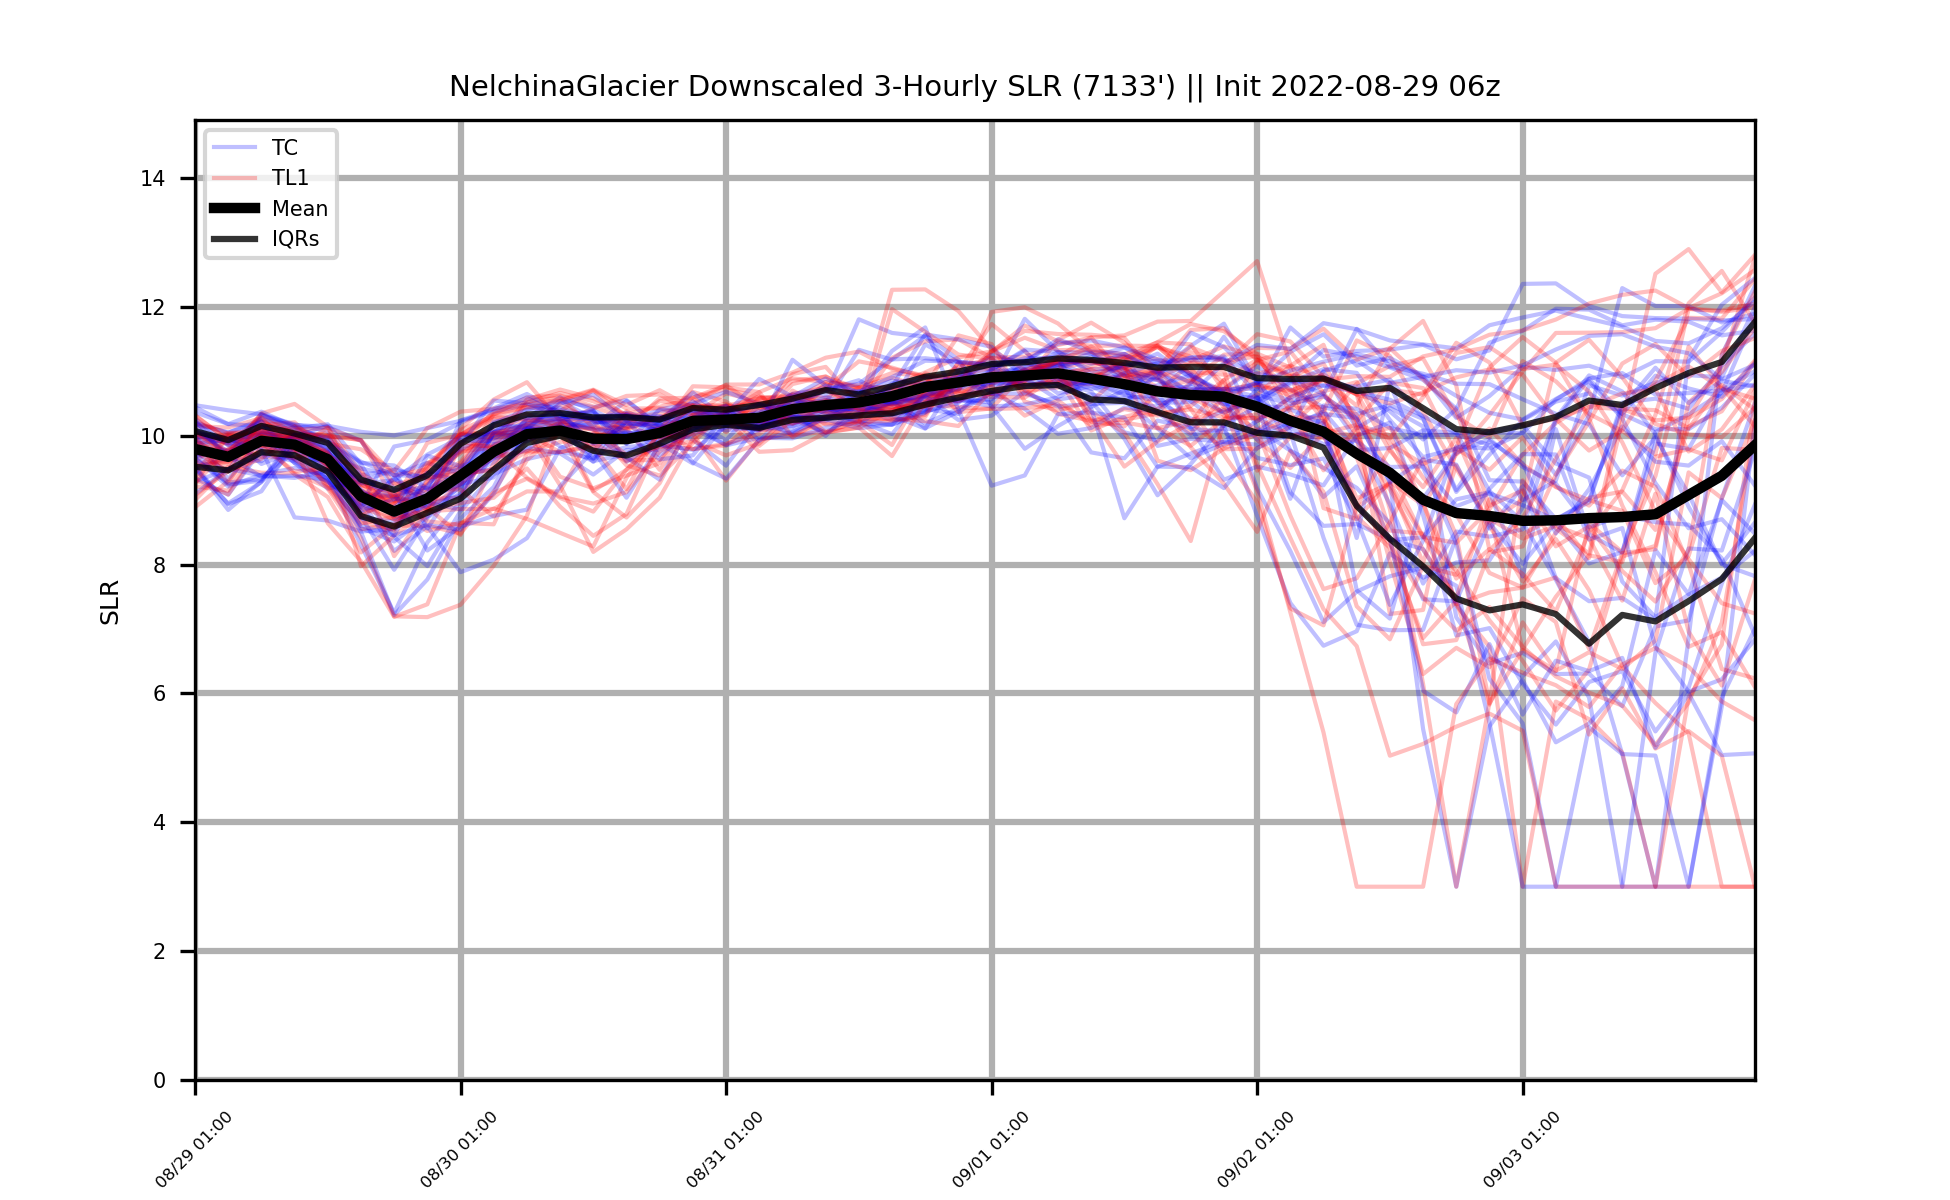 NelchinaGlacier Downscaled 3-Hourly SLR (7133') || Init 2022-08-29 06z
TC
TL1
Mean
IQRs
14
12
10
8
6
4
2
0
SLR
08/29 01:00
08/30 01:00
08/31 01:00
09/01 01:00
09/02 01:00
09/03 01:00